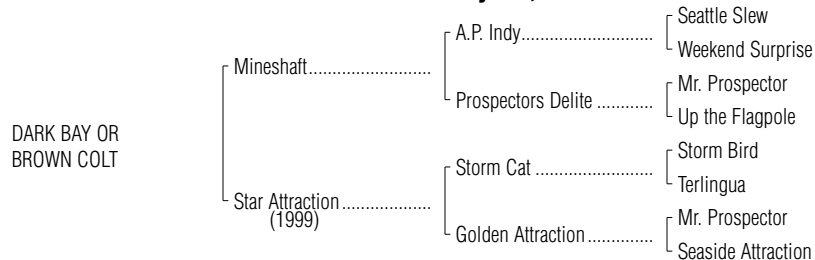 Seattle Slew
A.P. Indy
Weekend Surprise
Mineshaft
Mr. Prospector
Prospectors Delite
Up the Flagpole
DARK BAY OR
BROWN COLT
Storm Bird
Storm Cat
Terlingua
Star Attraction
(1999)
Mr. Prospector
Golden Attraction
Seaside Attraction